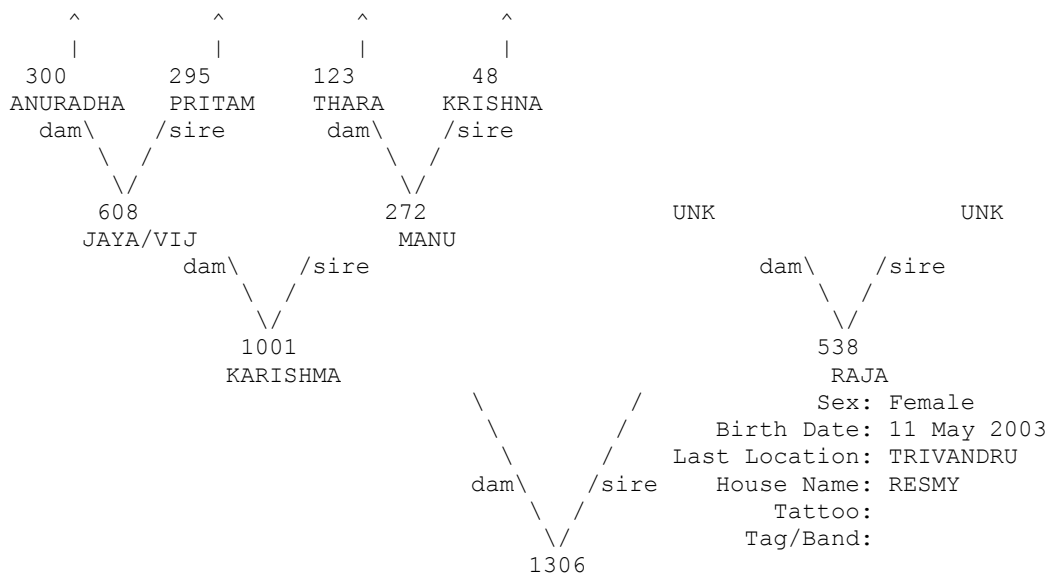 ^ ^ ^ ^
| | | |
300 295 123 48
ANURADHA PRITAM THARA KRISHNA
dam\ /sire dam\ /sire
\ / \ /
\/ \/
608 272 UNK UNK
JAYA/VIJ MANU
dam\ /sire dam\ /sire
\ / \ /
\/ \/
1001 538
KARISHMA RAJA
\ / Sex: Female
\ / Birth Date: 11 May 2003
\ / Last Location: TRIVANDRU
dam\ /sire House Name: RESMY
\ / Tattoo:
\/ Tag/Band:
1306